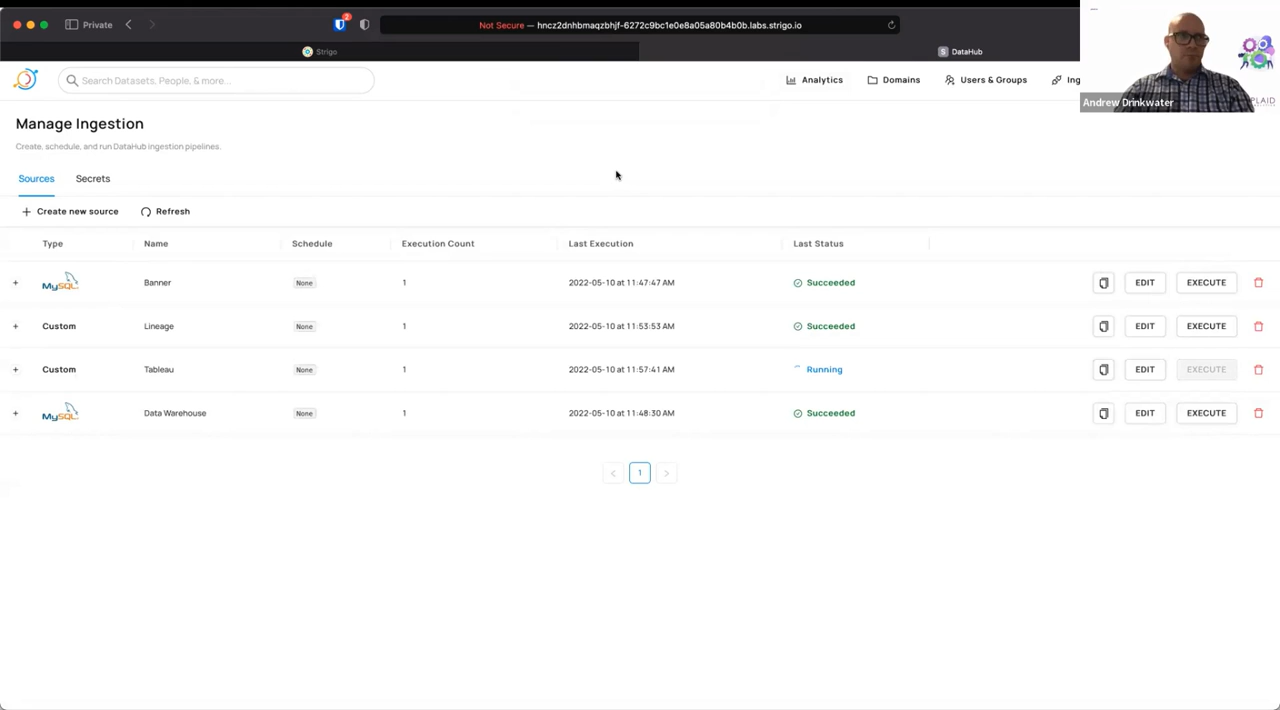 2
Private
Not Secure — hncz2dnhbmaqzbhjf-6272c9bc1e0e8a05a80b4b0b.labs.strigo.io
Strigo
S DataHub
Search Datasets, People, & more...
Analytics
Domains
Users & Groups
Ing
Andrew Drinkwater
PLAID
Manage Ingestion
Create, schedule, and run DataHub ingestion pipelines.
Sources Secrets
+ Create new source Refresh
Type Name Schedule Execution Count Last Execution Last Status
+ MySQL Banner None 1 2022-05-10 at 11:47:47 AM Succeeded EDIT EXECUTE
+ Custom Lineage None 1 2022-05-10 at 11:53:53 AM Succeeded EDIT EXECUTE
+ Custom Tableau None 1 2022-05-10 at 11:57:41 AM Running EDIT EXECUTE
+ MySQL Data Warehouse None 1 2022-05-10 at 11:48:30 AM Succeeded EDIT EXECUTE
< 1 >